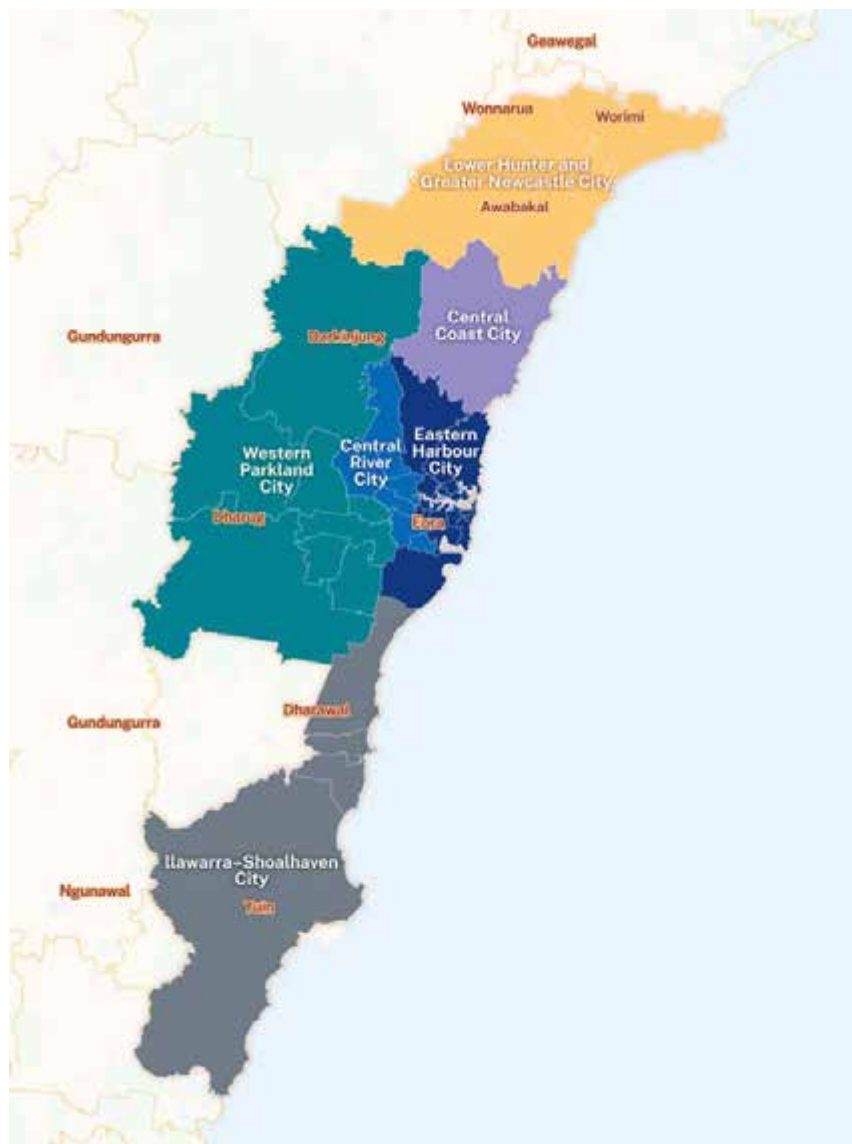 Geawegal
Wonnarua
Worimi
Lower Hunter and
Greater Newcastle City
Awabakal
Central
Coast City
Gundungurra
Darkinjung
Eastern
Harbour
City
Central
River
City
Western
Parkland
City
Dharug
Eora
Dharawal
Gundungurra
Illawarra–Shoalhaven
City
Ngunawal
Yuin